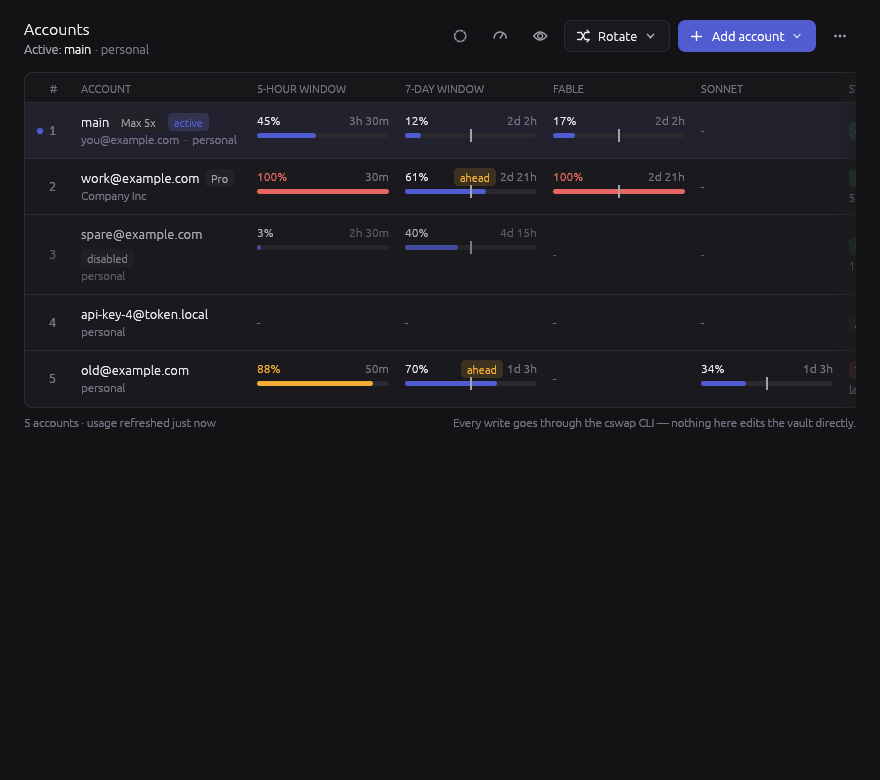 Accounts
Active: main · personal
Rotate
Add account
# ACCOUNT 5-HOUR WINDOW 7-DAY WINDOW FABLE SONNET
1 main Max 5x active 45% 3h 30m 12% 2d 2h 17% 2d 2h -
you@example.com · personal
2 work@example.com Pro 100% 30m 61% ahead 2d 21h 100% 2d 21h -
Company Inc
3 spare@example.com 3% 2h 30m 40% 4d 15h - -
disabled
personal
4 api-key-4@token.local - - - -
personal
5 old@example.com 88% 50m 70% ahead 1d 3h - 34% 1d 3h
personal
5 accounts · usage refreshed just now
Every write goes through the cswap CLI — nothing here edits the vault directly.